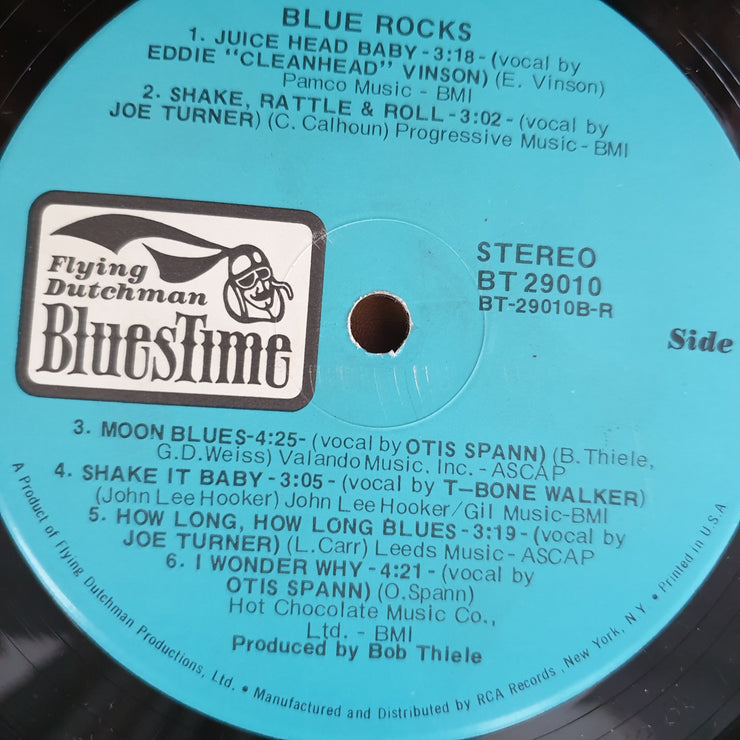 BLUE ROCKS
1. JUICE HEAD BABY - 3:18 - (vocal by
EDDIE "CLEANHEAD" VINSON) (E. Vinson)
Pamco Music - BMI
2. SHAKE, RATTLE & ROLL - 3:02 - (vocal by
JOE TURNER) (C. Calhoun) Progressive Music - BMI
Flying
Dutchman
BluesTime
STEREO
BT 29010
BT-29010B-R
Side
3. MOON BLUES-4:25- (vocal by OTIS SPANN) (B. Thiele,
G.D. Weiss) Valando Music, Inc. - ASCAP
4. SHAKE IT BABY - 3:05 - (vocal by T-BONE WALKER)
(John Lee Hooker) John Lee Hooker/Gil Music-BMI
5. HOW LONG, HOW LONG BLUES - 3:19 - (vocal by
JOE TURNER) (L. Carr) Leeds Music - ASCAP
6. I WONDER WHY - 4:21 - (vocal by
OTIS SPANN) (O. Spann)
Hot Chocolate Music Co.,
Ltd. - BMI
Produced by Bob Thiele
A Product of Flying Dutchman Productions, Ltd. • Manufactured and Distributed by RCA Records, New York, N.Y. • Printed in U.S.A